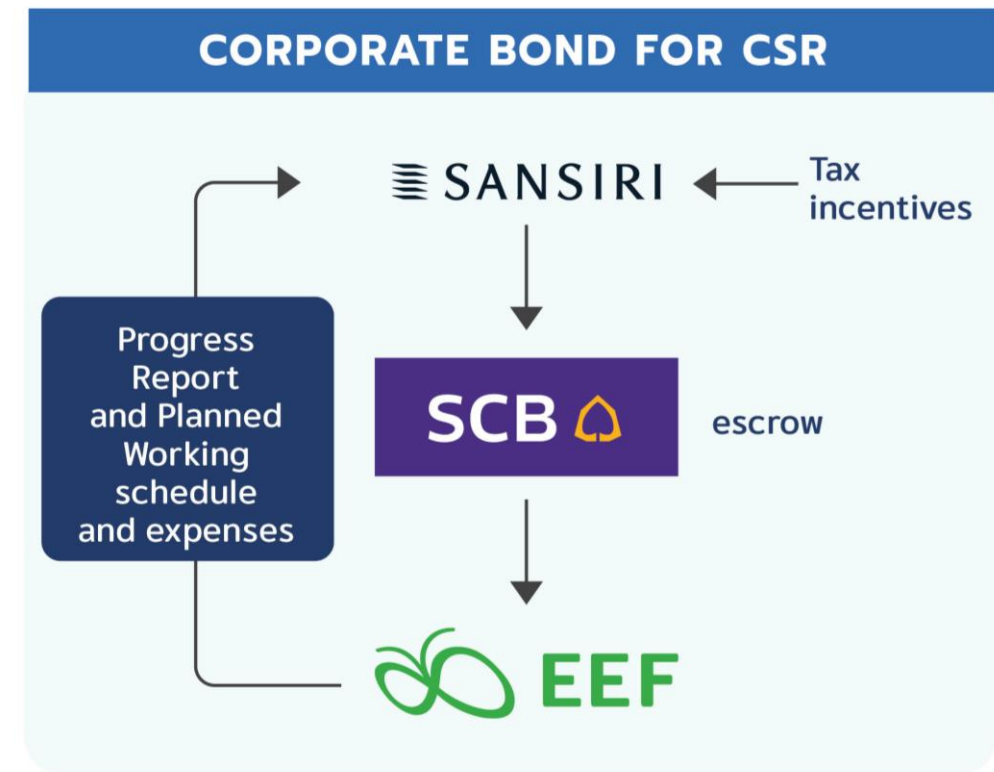 CORPORATE BOND FOR CSR
SANSIRI
Tax
incentives
Progress
Report
and Planned
Working
schedule
and expenses
SCB
escrow
EEF